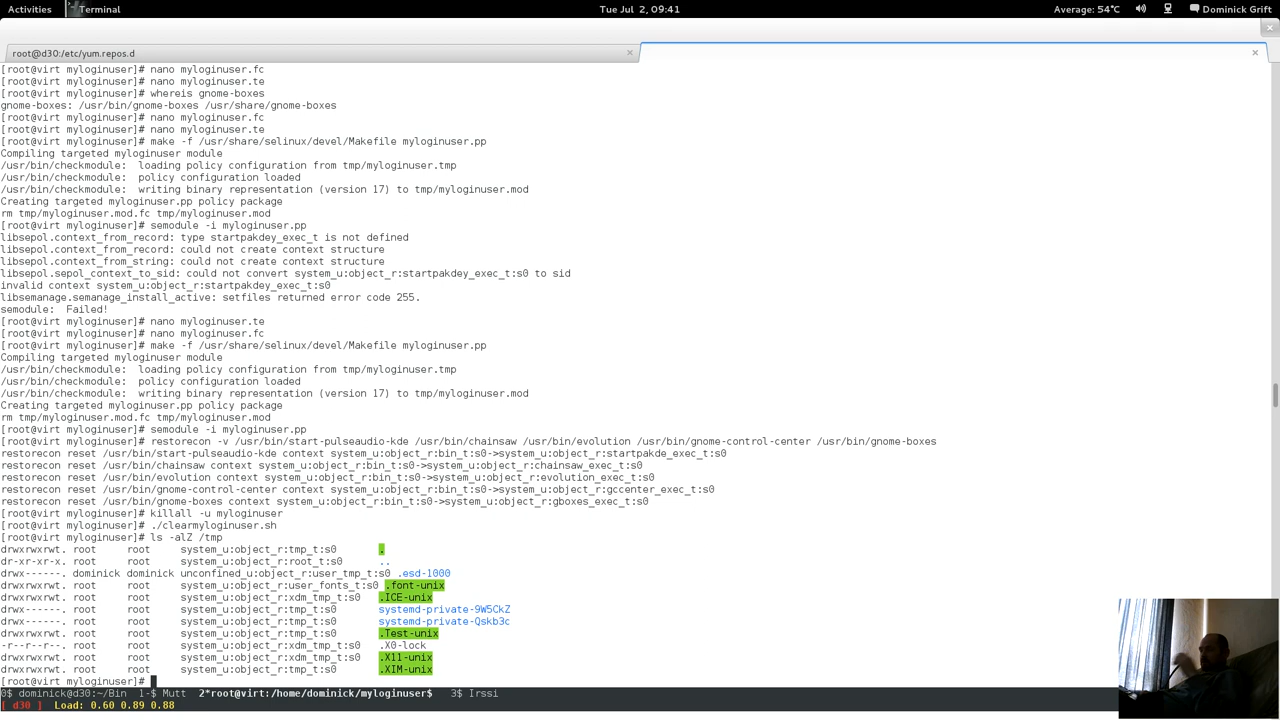 Activities Terminal Tue Jul 2, 09:41 Average: 54°C Dominick Grift
root@d30:/etc/yum.repos.d
[root@virt myloginuser]# nano myloginuser.fc
[root@virt myloginuser]# nano myloginuser.te
[root@virt myloginuser]# whereis gnome-boxes
gnome-boxes: /usr/bin/gnome-boxes /usr/share/gnome-boxes
[root@virt myloginuser]# nano myloginuser.fc
[root@virt myloginuser]# nano myloginuser.te
[root@virt myloginuser]# make -f /usr/share/selinux/devel/Makefile myloginuser.pp
Compiling targeted myloginuser module
/usr/bin/checkmodule:  loading policy configuration from tmp/myloginuser.tmp
/usr/bin/checkmodule:  policy configuration loaded
/usr/bin/checkmodule:  writing binary representation (version 17) to tmp/myloginuser.mod
Creating targeted myloginuser.pp policy package
rm tmp/myloginuser.mod.fc tmp/myloginuser.mod
[root@virt myloginuser]# semodule -i myloginuser.pp
libsepol.context_from_record: type startpakdey_exec_t is not defined
libsepol.context_from_record: could not create context structure
libsepol.context_from_string: could not create context structure
libsepol.sepol_context_to_sid: could not convert system_u:object_r:startpakdey_exec_t:s0 to sid
invalid context system_u:object_r:startpakdey_exec_t:s0
libsemanage.semanage_install_active: setfiles returned error code 255.
semodule:  Failed!
[root@virt myloginuser]# nano myloginuser.te
[root@virt myloginuser]# nano myloginuser.fc
[root@virt myloginuser]# make -f /usr/share/selinux/devel/Makefile myloginuser.pp
Compiling targeted myloginuser module
/usr/bin/checkmodule:  loading policy configuration from tmp/myloginuser.tmp
/usr/bin/checkmodule:  policy configuration loaded
/usr/bin/checkmodule:  writing binary representation (version 17) to tmp/myloginuser.mod
Creating targeted myloginuser.pp policy package
rm tmp/myloginuser.mod.fc tmp/myloginuser.mod
[root@virt myloginuser]# semodule -i myloginuser.pp
[root@virt myloginuser]# restorecon -v /usr/bin/start-pulseaudio-kde /usr/bin/chainsaw /usr/bin/evolution /usr/bin/gnome-control-center /usr/bin/gnome-boxes
restorecon reset /usr/bin/start-pulseaudio-kde context system_u:object_r:bin_t:s0->system_u:object_r:startpakde_exec_t:s0
restorecon reset /usr/bin/chainsaw context system_u:object_r:bin_t:s0->system_u:object_r:chainsaw_exec_t:s0
restorecon reset /usr/bin/evolution context system_u:object_r:bin_t:s0->system_u:object_r:evolution_exec_t:s0
restorecon reset /usr/bin/gnome-control-center context system_u:object_r:bin_t:s0->system_u:object_r:gccenter_exec_t:s0
restorecon reset /usr/bin/gnome-boxes context system_u:object_r:bin_t:s0->system_u:object_r:gboxes_exec_t:s0
[root@virt myloginuser]# killall -u myloginuser
[root@virt myloginuser]# ./clearmyloginuser.sh
[root@virt myloginuser]# ls -alZ /tmp
drwxrwxrwt. root     root     system_u:object_r:tmp_t:s0       .
dr-xr-xr-x. root     root     system_u:object_r:root_t:s0      ..
drwx------. dominick dominick unconfined_u:object_r:user_tmp_t:s0 .esd-1000
drwxrwxrwt. root     root     system_u:object_r:user_fonts_t:s0 .font-unix
drwxrwxrwt. root     root     system_u:object_r:xdm_tmp_t:s0   .ICE-unix
drwx------. root     root     system_u:object_r:tmp_t:s0       systemd-private-9W5CkZ
drwx------. root     root     system_u:object_r:tmp_t:s0       systemd-private-Qskb3c
drwxrwxrwt. root     root     system_u:object_r:tmp_t:s0       .Test-unix
-r--r--r--. root     root     system_u:object_r:xdm_tmp_t:s0   .X0-lock
drwxrwxrwt. root     root     system_u:object_r:xdm_tmp_t:s0   .X11-unix
drwxrwxrwt. root     root     system_u:object_r:tmp_t:s0       .XIM-unix
[root@virt myloginuser]#
0$ dominick@d30:~/Bin  1-$ Mutt  2*root@virt:/home/dominick/myloginuser$   3$ Irssi
[ d30 ] Load: 0.60 0.89 0.88